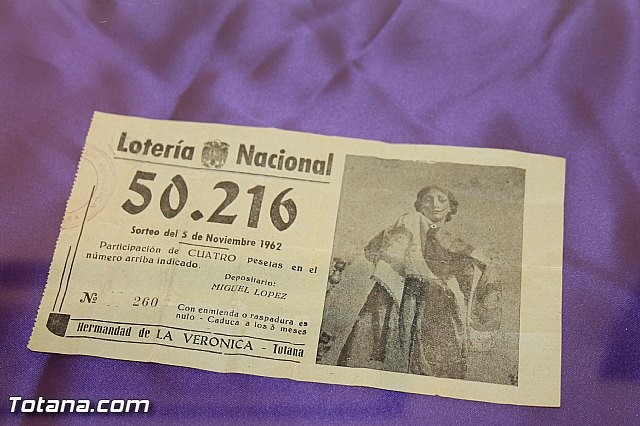 Lotería Nacional
50.216
Sorteo del 5 de Noviembre 1962
Participación de CUATRO pesetas en el
número arriba indicado.
Depositario:
MIGUEL LOPEZ
Nº 260
Con enmienda o raspadura es
nulo - Caduca a los 3 meses
Hermandad de LA VERONICA - Totana
Totana.com